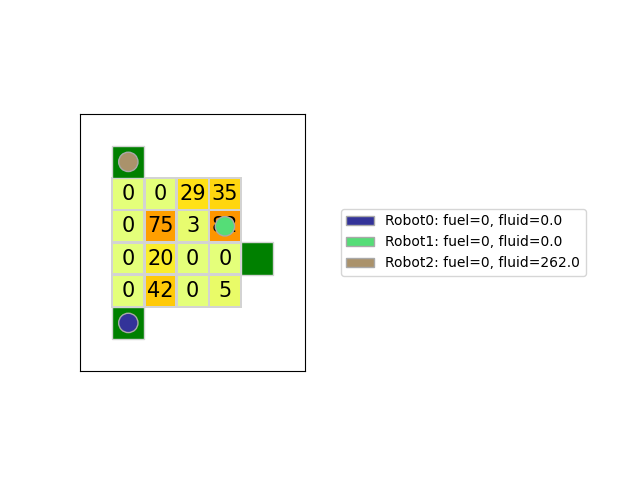 0 0 29 35
0 75 3
0 20 0 0
0 42 0 5
Robot0: fuel=0, fluid=0.0
Robot1: fuel=0, fluid=0.0
Robot2: fuel=0, fluid=262.0